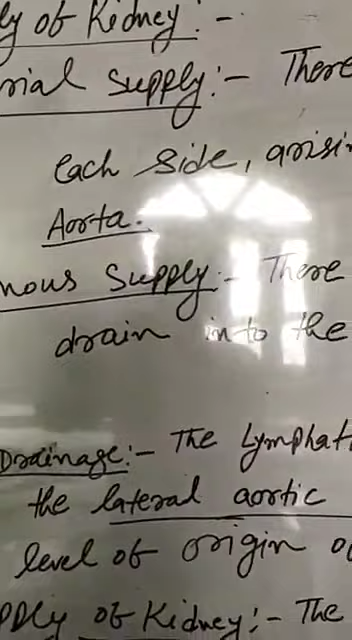 ly of Kidney :-
rial Supply :- There
each side, arisi
Aorta.
nous Supply :- There
drain into the
Drainage :- The Lymphat
the lateral aortic
level of origin o
pply of Kidney :- The